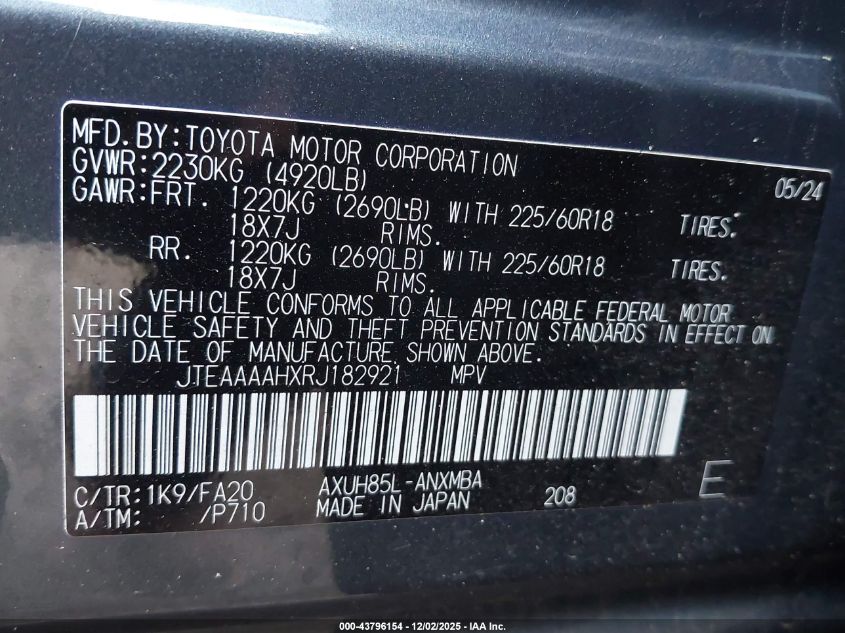 MFD. BY: TOYOTA MOTOR CORPORATION
GVWR: 2230KG (4920LB) 05/24
GAWR: FRT. 1220KG (2690LB) WITH 225/60R18 TIRES.
18X7J RIMS.
RR. 1220KG (2690LB) WITH 225/60R18 TIRES.
18X7J RIMS.
THIS VEHICLE CONFORMS TO ALL APPLICABLE FEDERAL MOTOR
VEHICLE SAFETY AND THEFT PREVENTION STANDARDS IN EFFECT ON
THE DATE OF MANUFACTURE SHOWN ABOVE.
JTEAAAAHXRJ182921 MPV
C/TR: 1K9/FA20 AXUH85L-ANXMBA
A/TM: /P710 MADE IN JAPAN 208 E
000-43796154 - 12/02/2025 - IAA Inc.